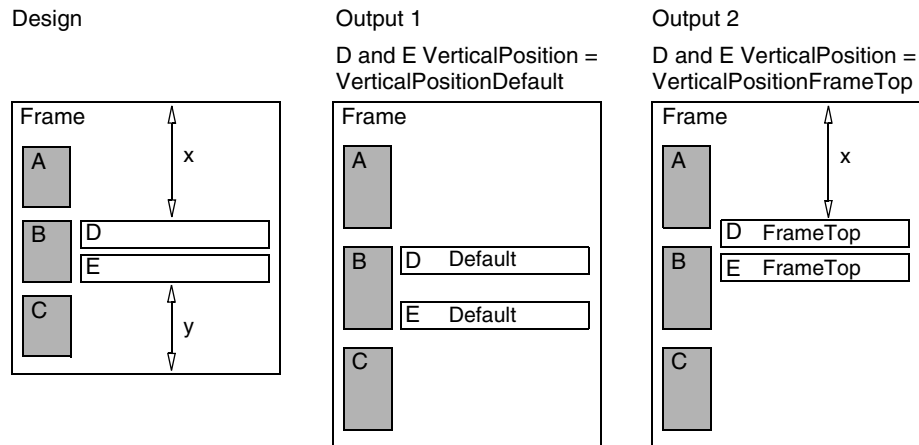 Design
Frame
A
x
B
D
E
C
y
Output 1
D and E VerticalPosition =
VerticalPositionDefault
Frame
A
B
D Default
E Default
C
Output 2
D and E VerticalPosition =
VerticalPositionFrameTop
Frame
A
x
D FrameTop
B
E FrameTop
C